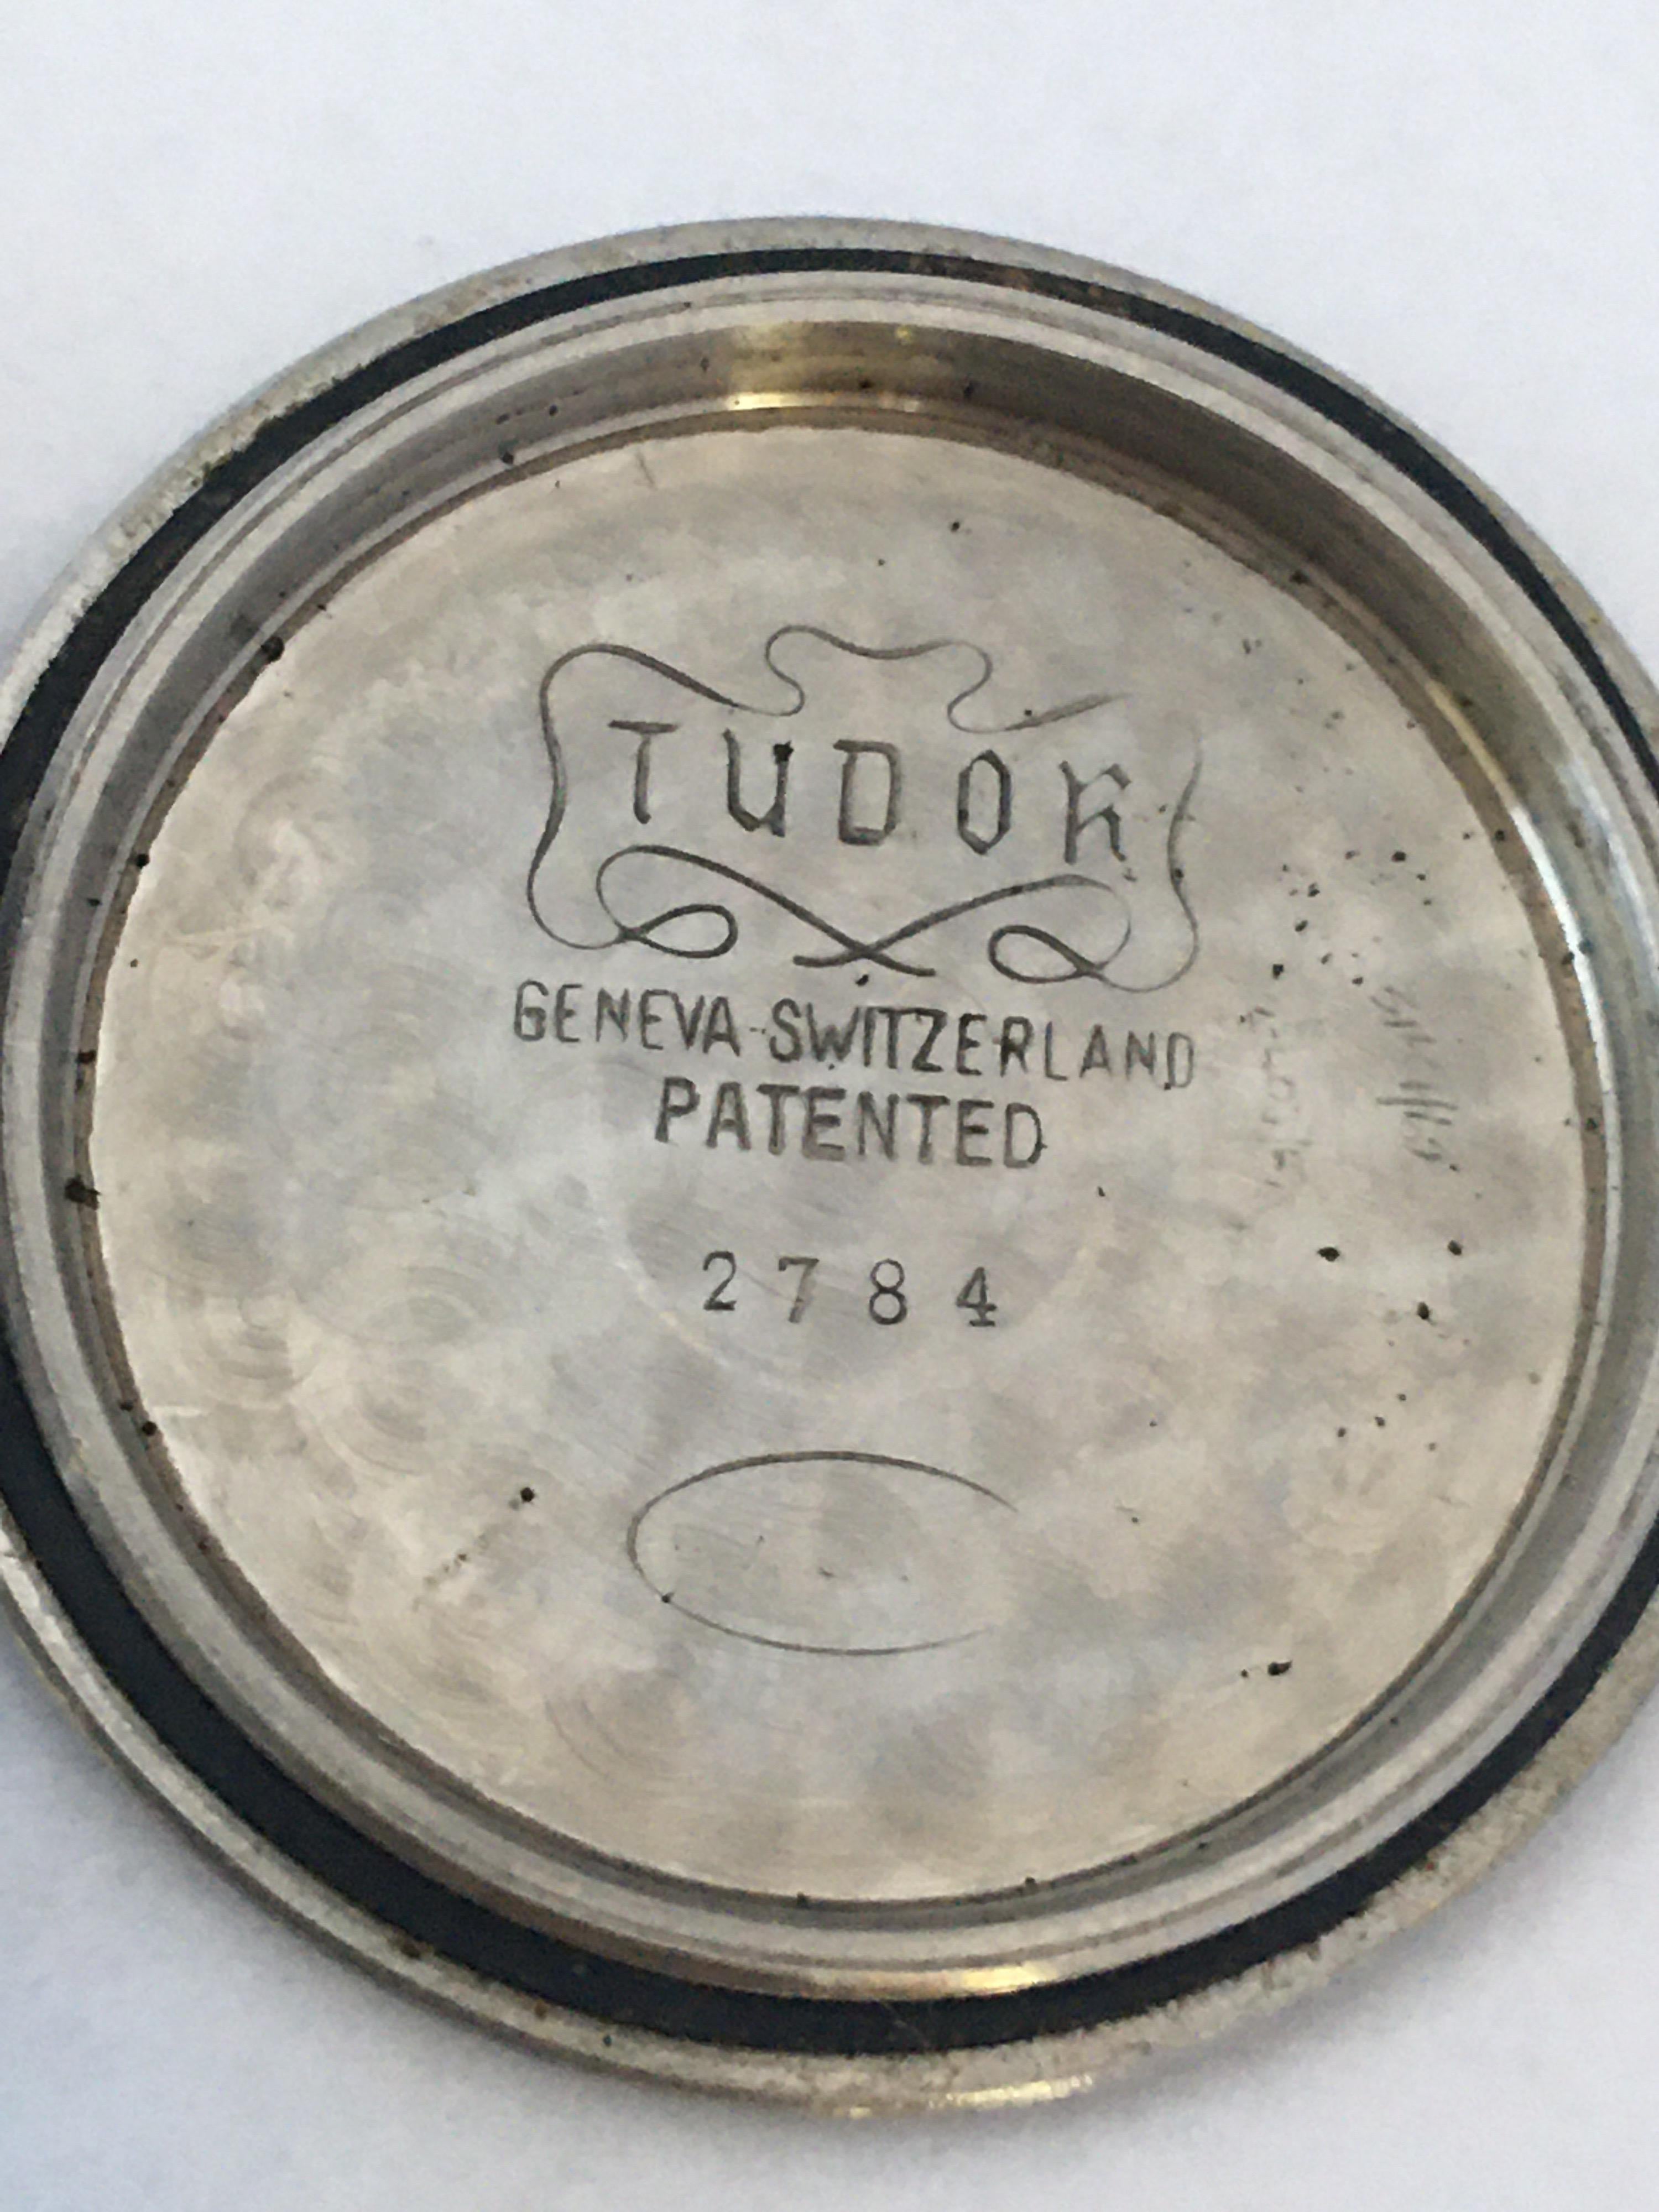 TUDOR
GENEVA-SWITZERLAND
PATENTED
2784